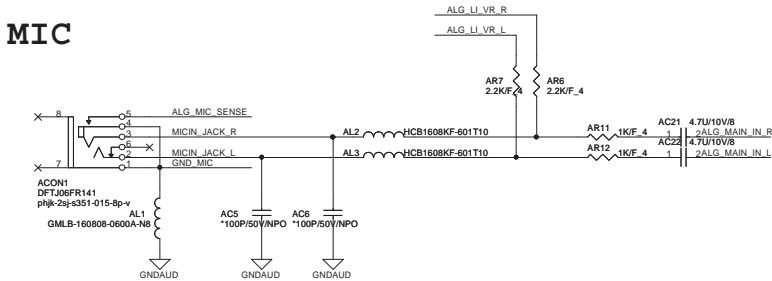 MIC
ALG_LI_VR_R
ALG_LI_VR_L
AR7
2.2K/F_4
AR6
2.2K/F_4
8
5
ALG_MIC_SENSE
4
3
MICIN_JACK_R
AL2
HCB1608KF-601T10
AR11
1K/F_4
AC21
4.7U/10V/8
1
2
ALG_MAIN_IN_R
6
2
MICIN_JACK_L
AL3
HCB1608KF-601T10
AR12
1K/F_4
AC22
4.7U/10V/8
1
2
ALG_MAIN_IN_L
7
1
GND_MIC
ACON1
DFTJ06FR141
phjk-2sj-s351-015-8p-v
AL1
GMLB-160808-0600A-N8
AC5
*100P/50V/NPO
AC6
*100P/50V/NPO
GNDAUD
GNDAUD
GNDAUD